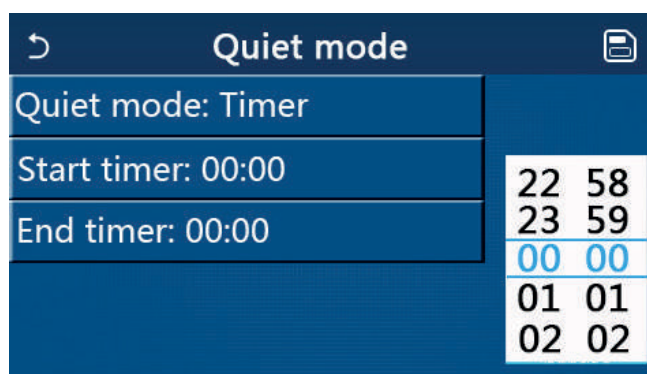 Quiet mode
Quiet mode: Timer
Start timer: 00:00
End timer: 00:00
22 58
23 59
00 00
01 01
02 02